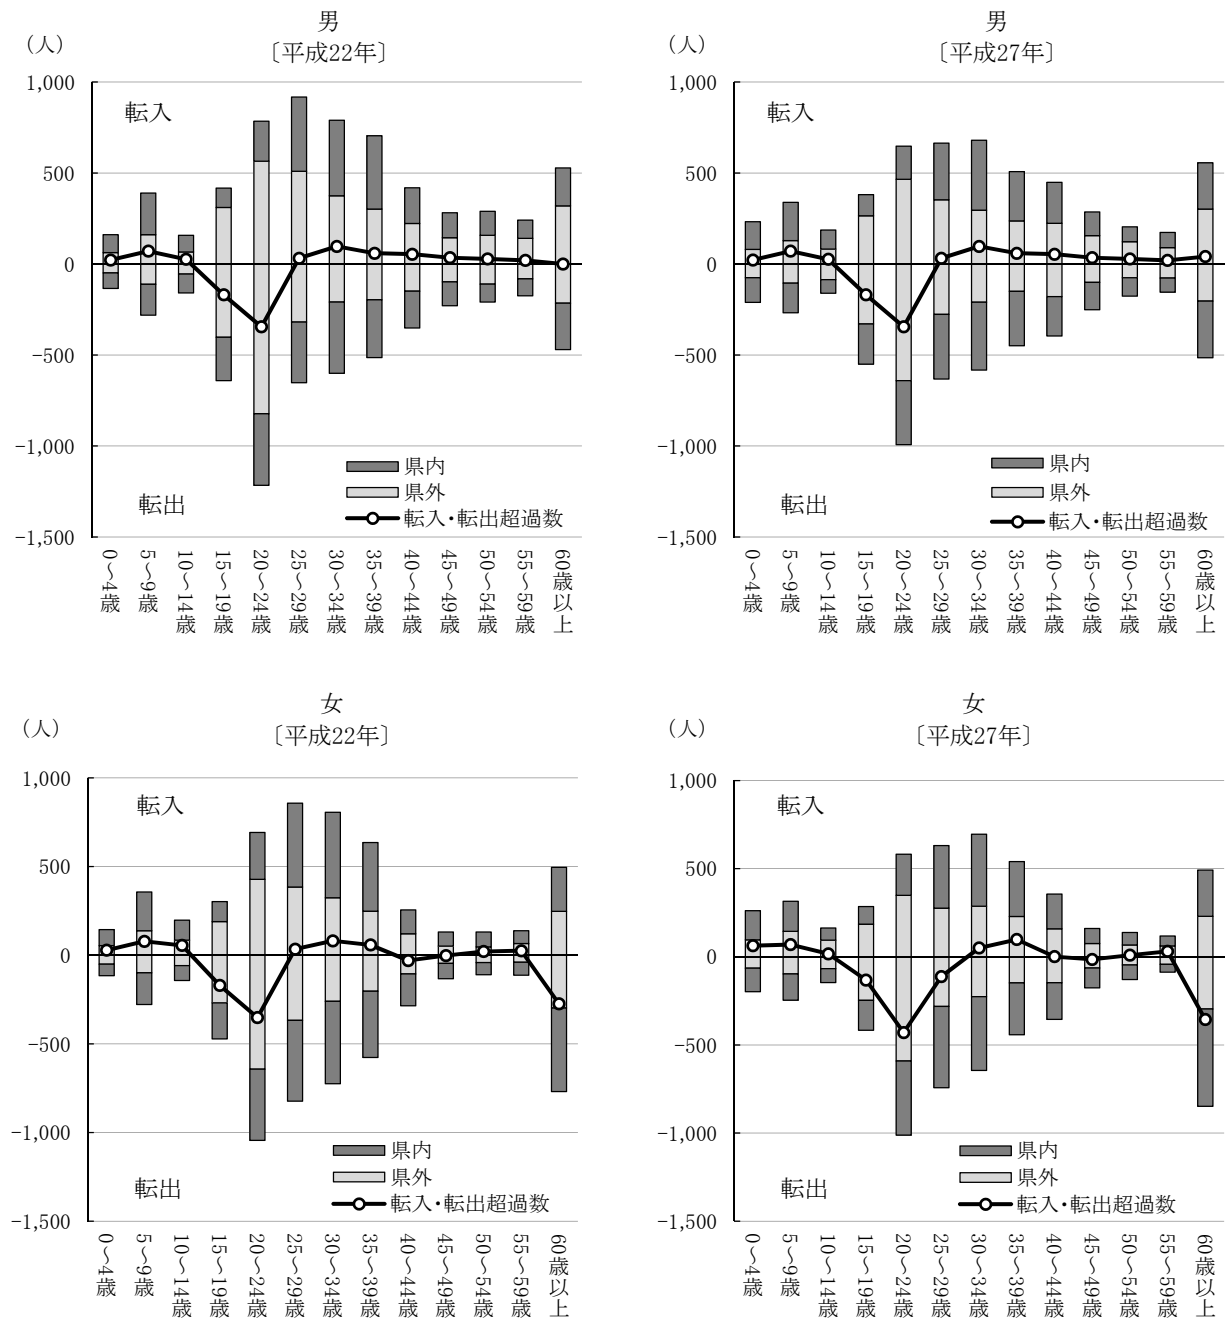 男
〔平成22年〕
（人）
1,000
500
0
−500
−1,000
−1,500
転入
転出
県内
県外
転入・転出超過数
0～4歳
5～9歳
10～14歳
15～19歳
20～24歳
25～29歳
30～34歳
35～39歳
40～44歳
45～49歳
50～54歳
55～59歳
60歳以上
男
〔平成27年〕
（人）
1,000
500
0
−500
−1,000
−1,500
転入
転出
県内
県外
転入・転出超過数
0～4歳
5～9歳
10～14歳
15～19歳
20～24歳
25～29歳
30～34歳
35～39歳
40～44歳
45～49歳
50～54歳
55～59歳
60歳以上
女
〔平成22年〕
（人）
1,000
500
0
−500
−1,000
−1,500
転入
転出
県内
県外
転入・転出超過数
0～4歳
5～9歳
10～14歳
15～19歳
20～24歳
25～29歳
30～34歳
35～39歳
40～44歳
45～49歳
50～54歳
55～59歳
60歳以上
女
〔平成27年〕
（人）
1,000
500
0
−500
−1,000
−1,500
転入
転出
県内
県外
転入・転出超過数
0～4歳
5～9歳
10～14歳
15～19歳
20～24歳
25～29歳
30～34歳
35～39歳
40～44歳
45～49歳
50～54歳
55～59歳
60歳以上